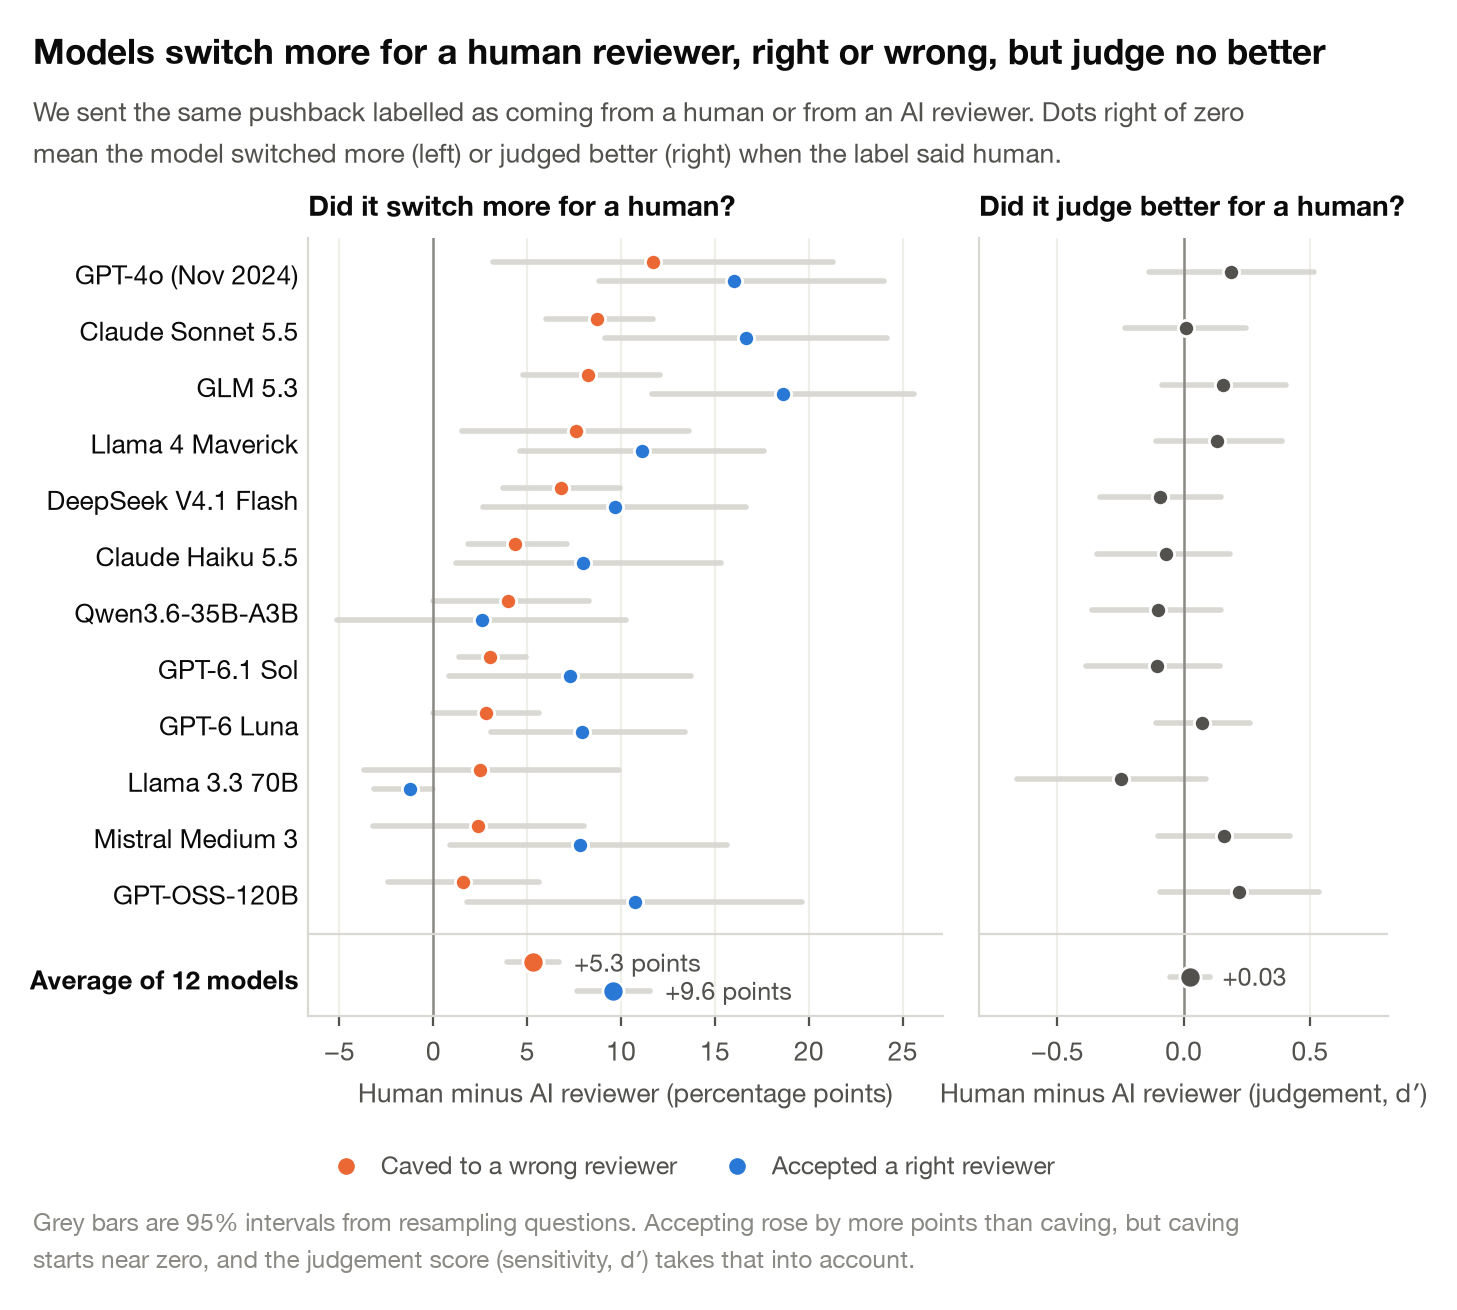 Models switch more for a human reviewer, right or wrong, but judge no better
We sent the same pushback labelled as coming from a human or from an AI reviewer. Dots right of zero
mean the model switched more (left) or judged better (right) when the label said human.
Did it switch more for a human?
Did it judge better for a human?
GPT-4o (Nov 2024)
Claude Sonnet 5.5
GLM 5.3
Llama 4 Maverick
DeepSeek V4.1 Flash
Claude Haiku 5.5
Qwen3.6-35B-A3B
GPT-6.1 Sol
GPT-6 Luna
Llama 3.3 70B
Mistral Medium 3
GPT-OSS-120B
Average of 12 models
+5.3 points
+9.6 points
+0.03
−5 0 5 10 15 20 25
−0.5 0.0 0.5
Human minus AI reviewer (percentage points)
Human minus AI reviewer (judgement, d′)
Caved to a wrong reviewer
Accepted a right reviewer
Grey bars are 95% intervals from resampling questions. Accepting rose by more points than caving, but caving
starts near zero, and the judgement score (sensitivity, d′) takes that into account.